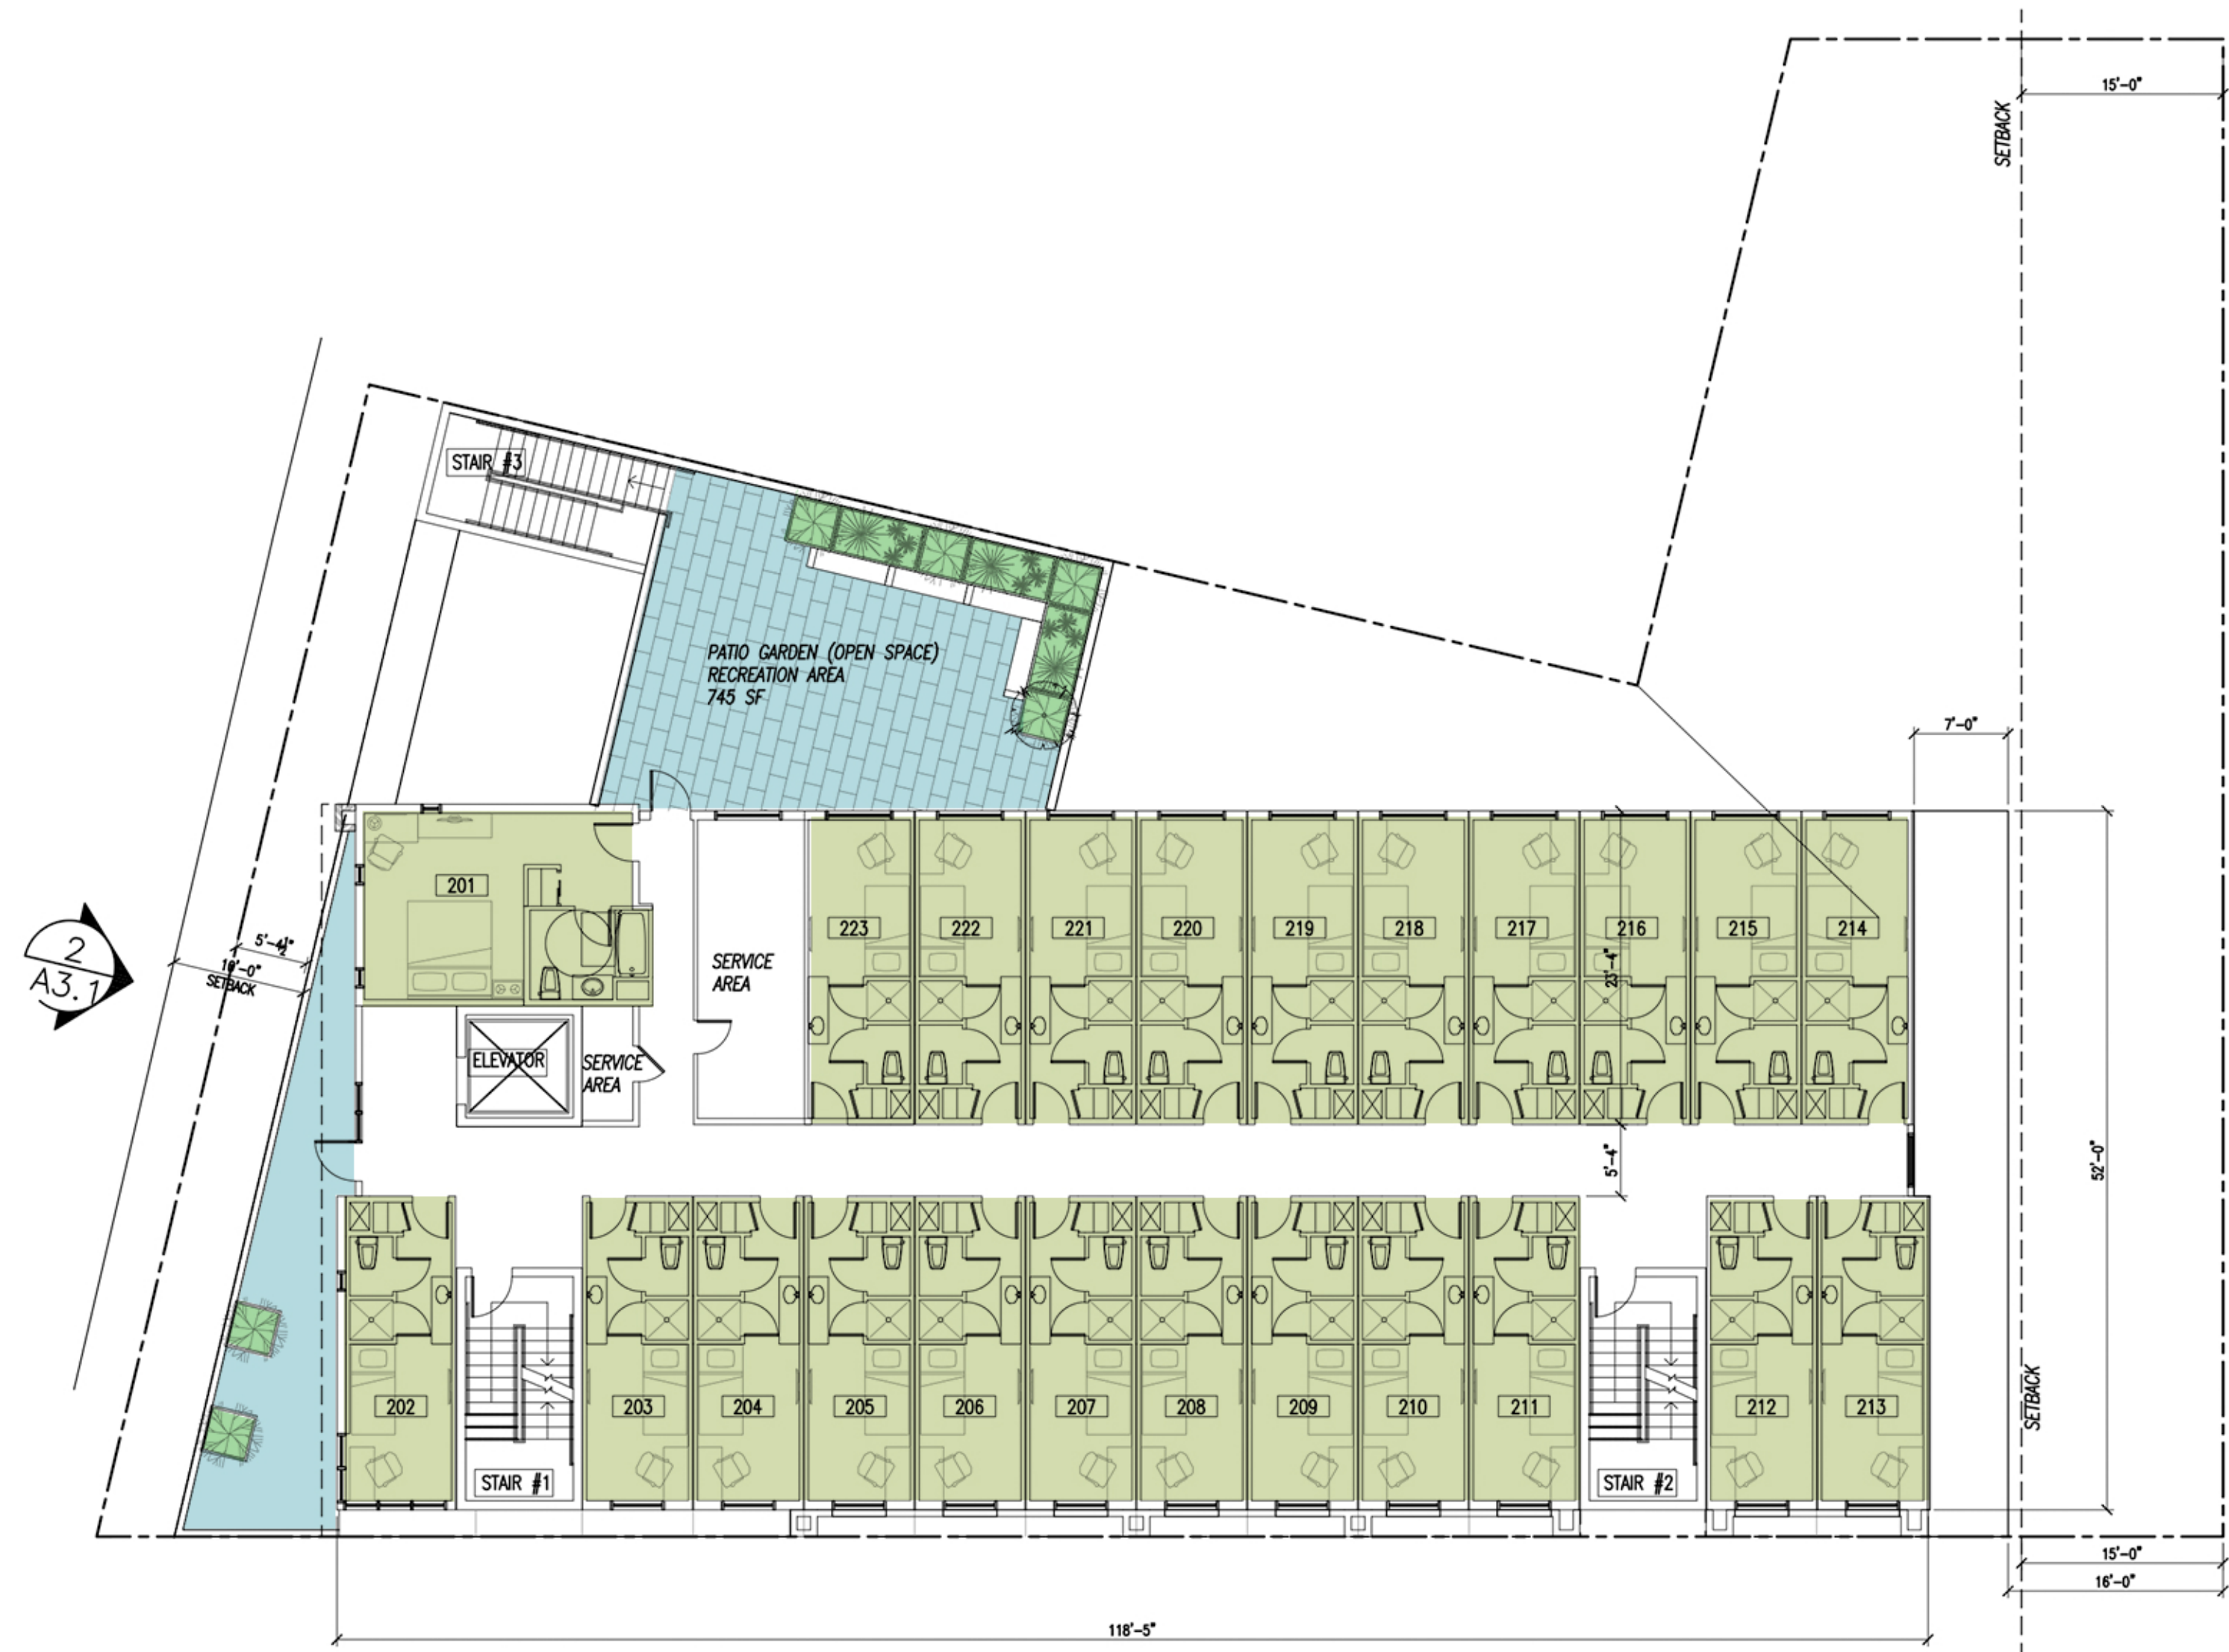 15'-0"
SETBACK
STAIR #3
PATIO GARDEN (OPEN SPACE)
RECREATION AREA
745 SF
7'-0"
201
223
222
221
220
219
218
217
216
215
214
2
A3.1
5'-4½"
10'-0"
SETBACK
SERVICE
AREA
23'-4"
ELEVATOR
SERVICE
AREA
5'-4"
52'-0"
202
203
204
205
206
207
208
209
210
211
212
213
SETBACK
STAIR #1
STAIR #2
15'-0"
16'-0"
118'-5"